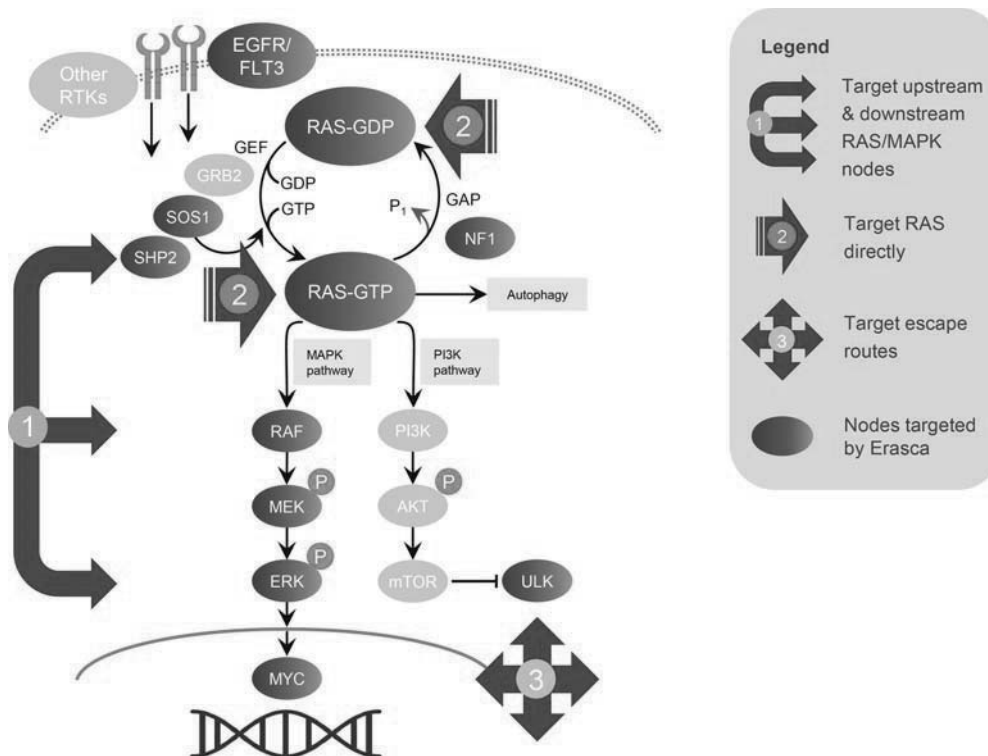 Other
RTKs
EGFR/
FLT3
RAS-GDP
2
GEF
GRB2
GDP
GTP
SOS1
SHP2
P1
GAP
NF1
2
RAS-GTP
Autophagy
MAPK
pathway
PI3K
pathway
1
RAF
PI3K
MEK
P
AKT
P
ERK
P
mTOR
ULK
MYC
3
Legend
1
Target upstream
& downstream
RAS/MAPK
nodes
2
Target RAS
directly
3
Target escape
routes
Nodes targeted
by Erasca